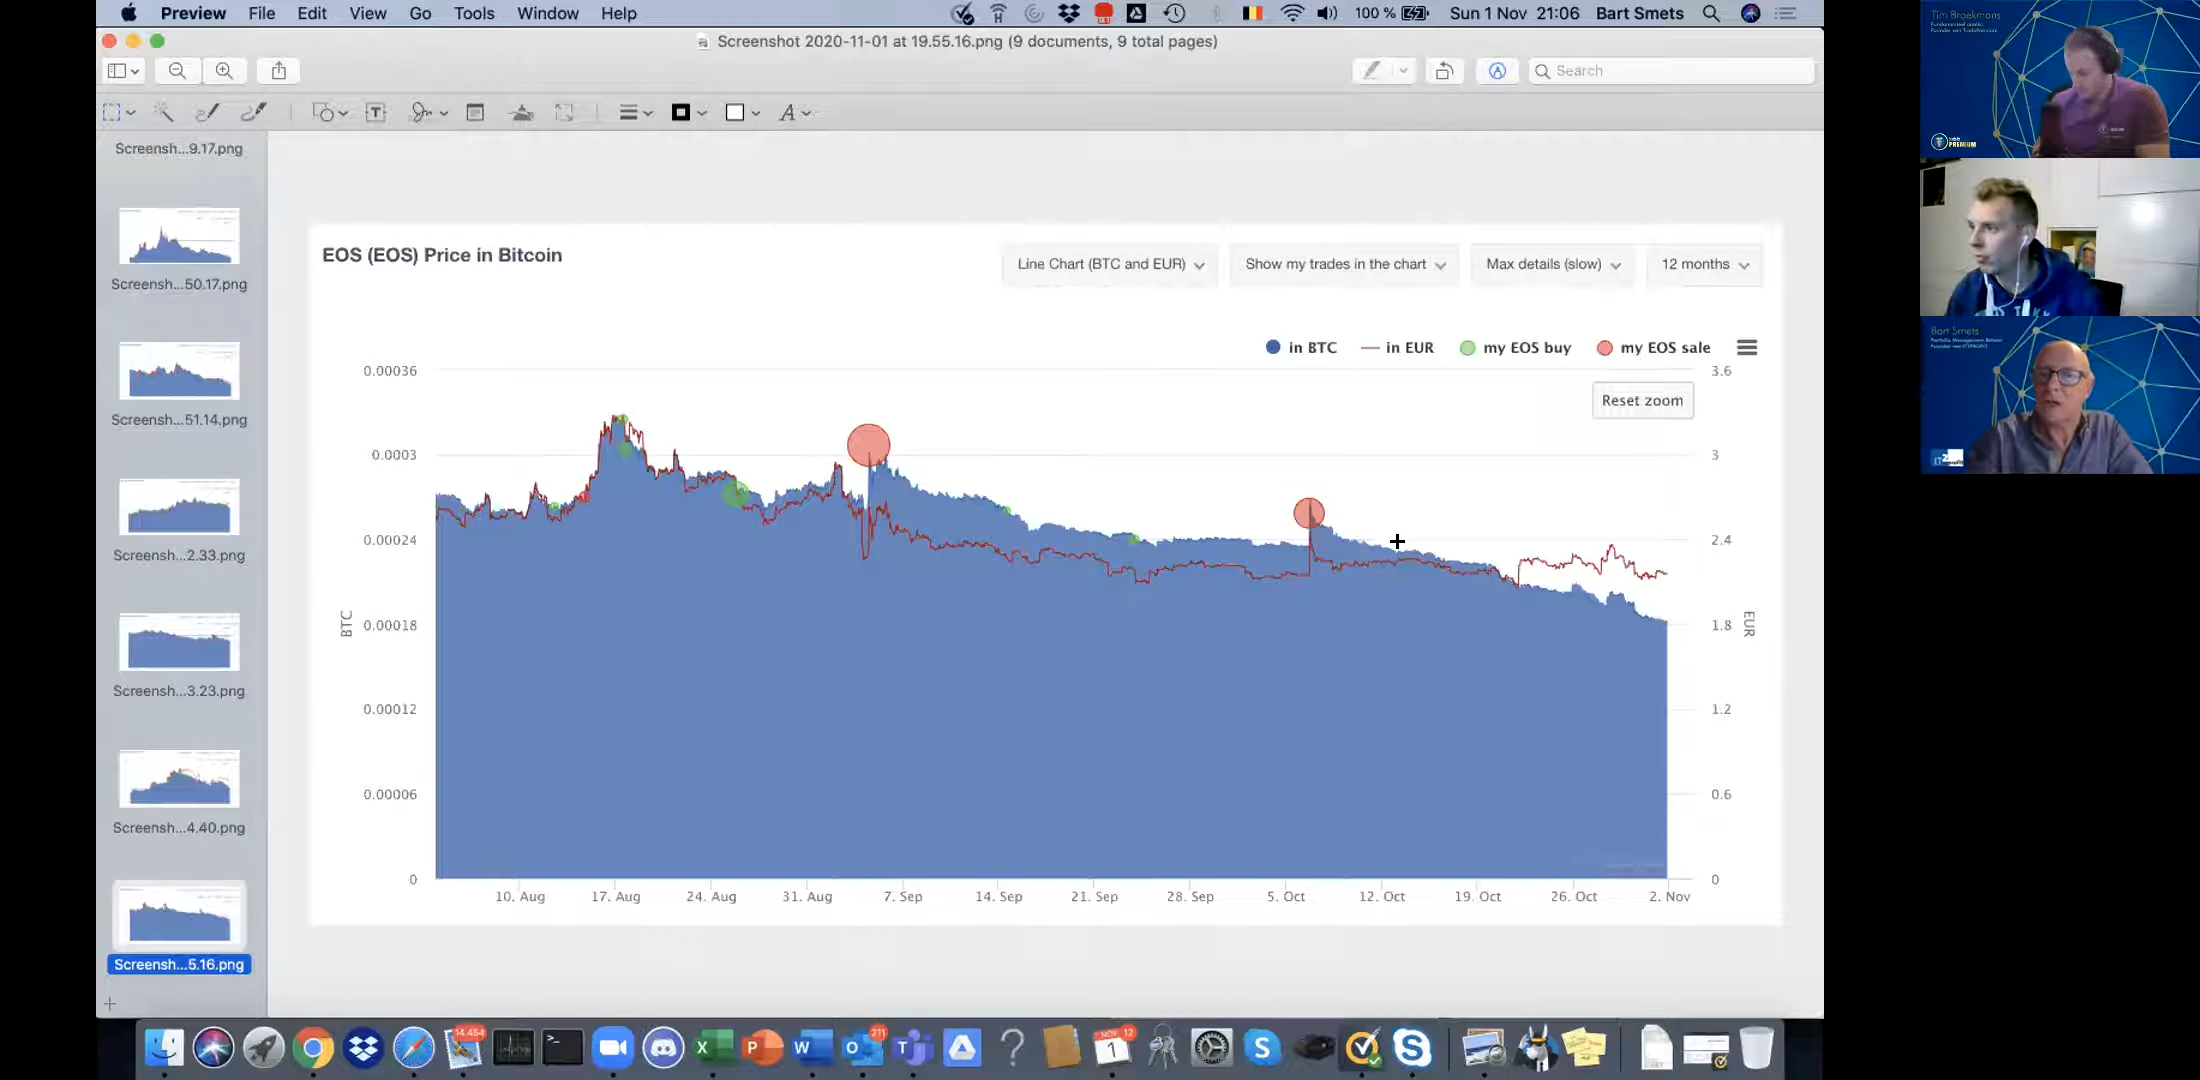 Preview File Edit View Go Tools Window Help
100 % Sun 1 Nov 21:06 Bart Smets
Screenshot 2020-11-01 at 19.55.16.png (9 documents, 9 total pages)
Search
Screensh...9.17.png
Screensh...50.17.png
Screensh...51.14.png
Screensh...2.33.png
Screensh...3.23.png
Screensh...4.40.png
Screensh...5.16.png
EOS (EOS) Price in Bitcoin
Line Chart (BTC and EUR)
Show my trades in the chart
Max details (slow)
12 months
in BTC
in EUR
my EOS buy
my EOS sale
Reset zoom
0.00036
0.0003
0.00024
0.00018
0.00012
0.00006
0
BTC
3.6
3
2.4
1.8
1.2
0.6
0
EUR
10. Aug
17. Aug
24. Aug
31. Aug
7. Sep
14. Sep
21. Sep
28. Sep
5. Oct
12. Oct
19. Oct
26. Oct
2. Nov
14.454
211
NOV 12
1
Tim Broekmans
PREMIUM
Bart Smets